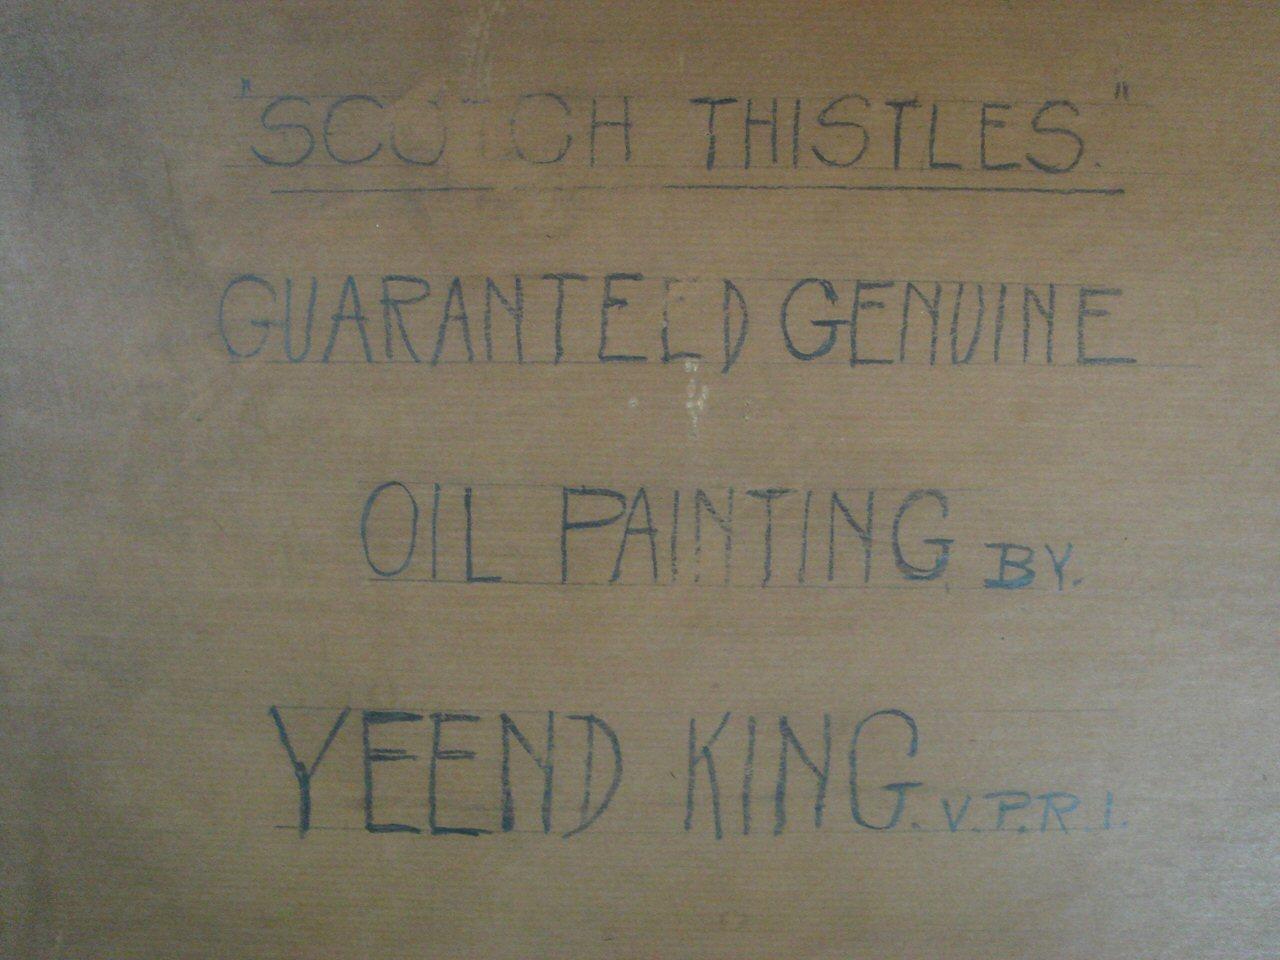 "SCOTCH THISTLES."
GUARANTEED GENUINE
OIL PAINTING BY.
YEEND KING. V.P.R.I.